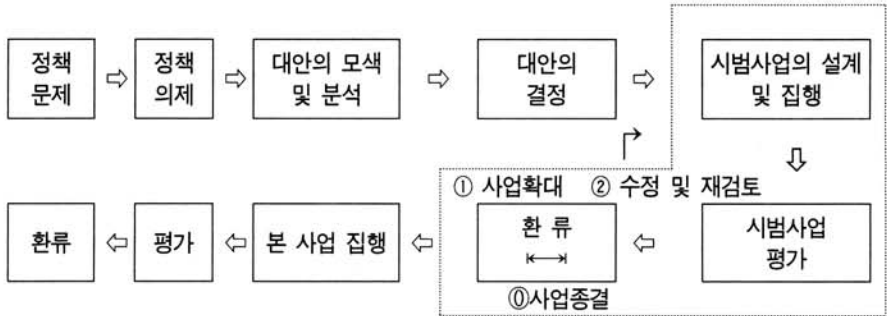 정책
문제
정책
의제
대안의 모색
및 분석
대안의
결정
시범사업의 설계
및 집행
① 사업확대 ② 수정 및 재검토
환류
평가
본 사업 집행
환 류
시범사업
평가
⓪사업종결